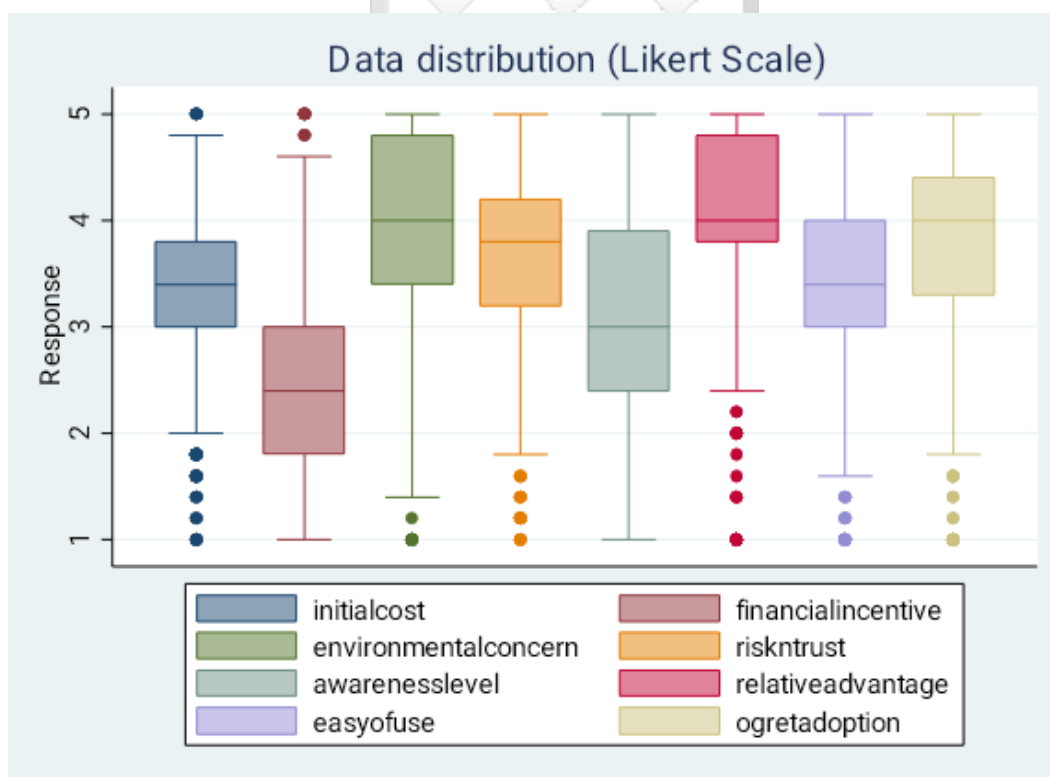 Data distribution (Likert Scale)
Response
5
4
3
2
1
initialcost
financialincentive
environmentalconcern
riskntrust
awarenesslevel
relativeadvantage
easyofuse
ogretadoption